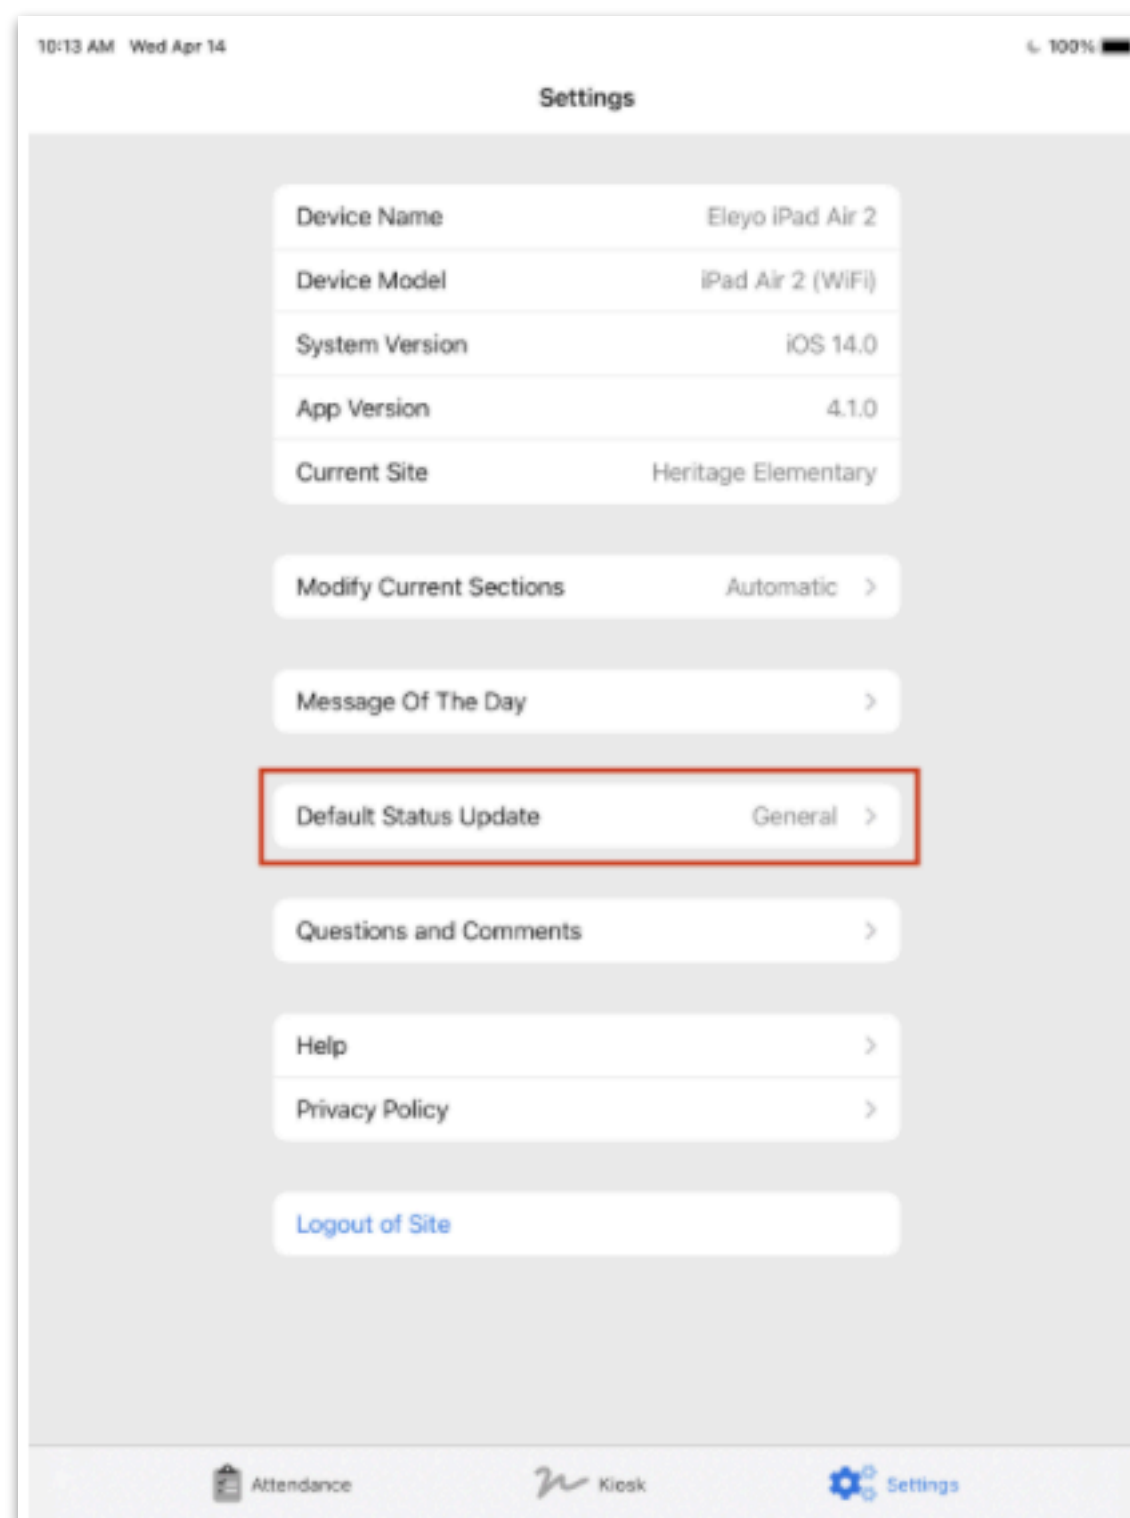 10:13 AM Wed Apr 14 100%
Settings
Device Name Eleyo iPad Air 2
Device Model iPad Air 2 (WiFi)
System Version iOS 14.0
App Version 4.1.0
Current Site Heritage Elementary
Modify Current Sections Automatic >
Message Of The Day >
Default Status Update General >
Questions and Comments >
Help >
Privacy Policy >
Logout of Site
Attendance Kiosk Settings